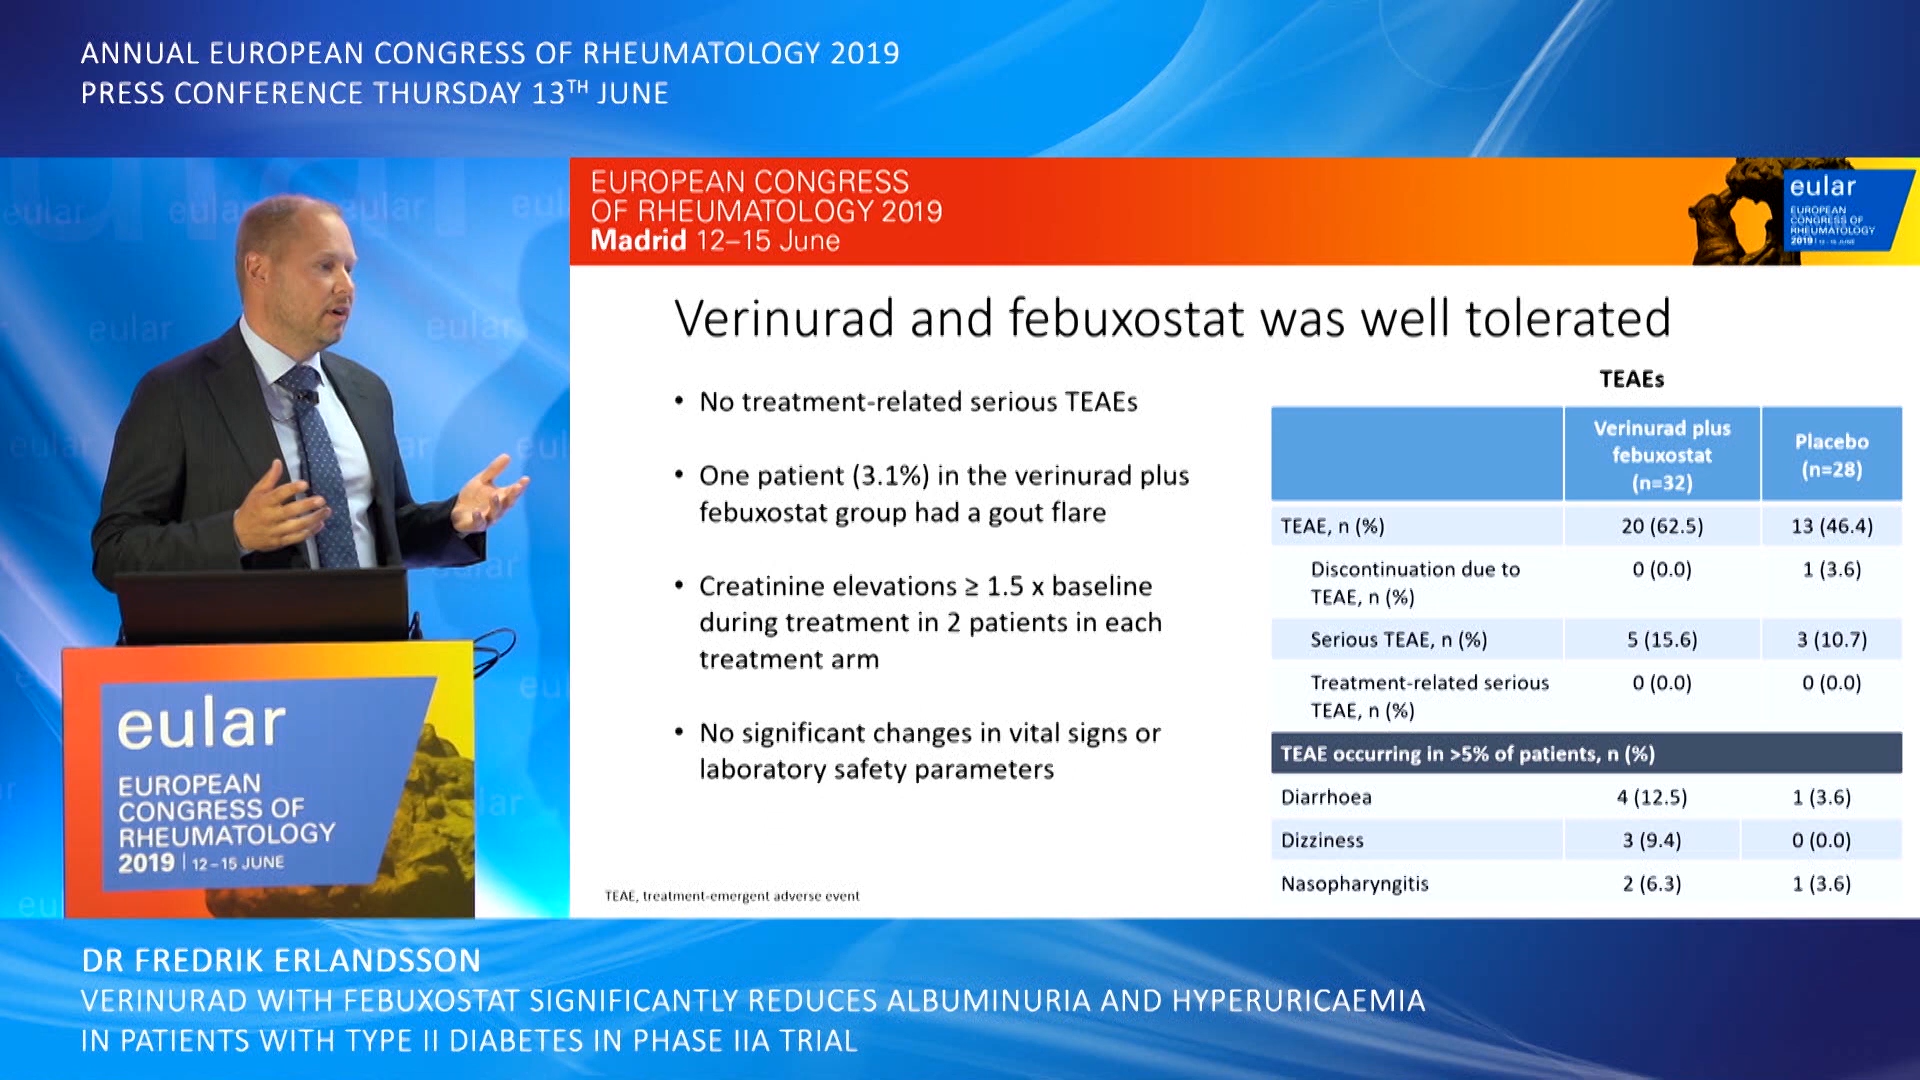 ANNUAL EUROPEAN CONGRESS OF RHEUMATOLOGY 2019
PRESS CONFERENCE THURSDAY 13TH JUNE
eular eular eular eul
eular eular
eular
EUROPEAN CONGRESS
OF RHEUMATOLOGY 2019
Madrid 12–15 June
eular
EUROPEAN
CONGRESS OF
RHEUMATOLOGY
2019 | 12 - 15 JUNE
Verinurad and febuxostat was well tolerated
• No treatment-related serious TEAEs
• One patient (3.1%) in the verinurad plus
febuxostat group had a gout flare
• Creatinine elevations ≥ 1.5 x baseline
during treatment in 2 patients in each
treatment arm
• No significant changes in vital signs or
laboratory safety parameters
TEAE, treatment-emergent adverse event
TEAEs
Verinurad plus febuxostat (n=32) Placebo (n=28)
TEAE, n (%) 20 (62.5) 13 (46.4)
Discontinuation due to TEAE, n (%) 0 (0.0) 1 (3.6)
Serious TEAE, n (%) 5 (15.6) 3 (10.7)
Treatment-related serious TEAE, n (%) 0 (0.0) 0 (0.0)
TEAE occurring in >5% of patients, n (%)
Diarrhoea 4 (12.5) 1 (3.6)
Dizziness 3 (9.4) 0 (0.0)
Nasopharyngitis 2 (6.3) 1 (3.6)
eular
EUROPEAN
CONGRESS OF
RHEUMATOLOGY
2019 | 12 – 15 JUNE
DR FREDRIK ERLANDSSON
VERINURAD WITH FEBUXOSTAT SIGNIFICANTLY REDUCES ALBUMINURIA AND HYPERURICAEMIA
IN PATIENTS WITH TYPE II DIABETES IN PHASE IIA TRIAL